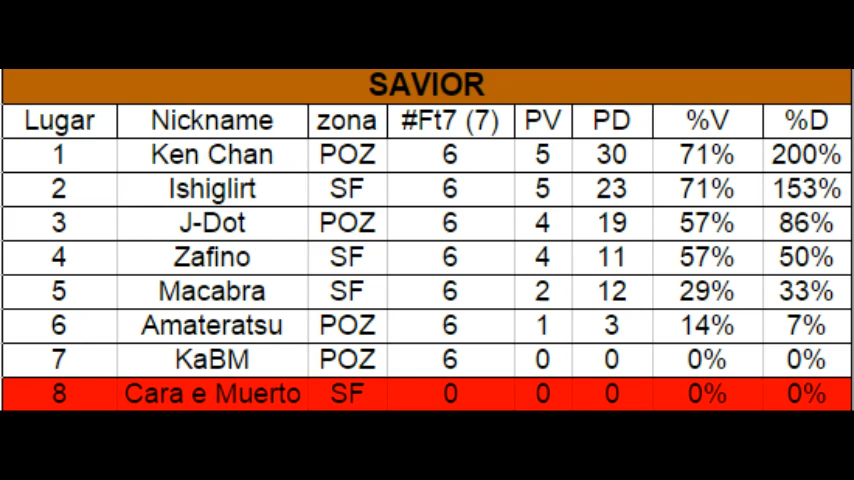 SAVIOR
Lugar Nickname zona #Ft7 (7) PV PD %V %D
1 Ken Chan POZ 6 5 30 71% 200%
2 Ishiglirt SF 6 5 23 71% 153%
3 J-Dot POZ 6 4 19 57% 86%
4 Zafino SF 6 4 11 57% 50%
5 Macabra SF 6 2 12 29% 33%
6 Amateratsu POZ 6 1 3 14% 7%
7 KaBM POZ 6 0 0 0% 0%
8 Cara e Muerto SF 0 0 0 0% 0%